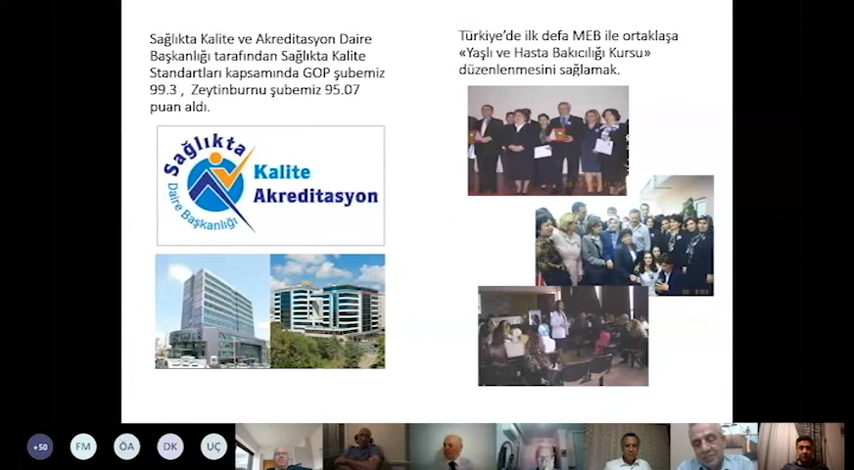 Sağlıkta Kalite ve Akreditasyon Daire
Başkanlığı tarafından Sağlıkta Kalite
Standartları kapsamında GOP şubemiz
99.3 , Zeytinburnu şubemiz 95.07
puan aldı.
Sağlıkta
Kalite
Akreditasyon
Daire Başkanlığı
Türkiye’de ilk defa MEB ile ortaklaşa
«Yaşlı ve Hasta Bakıcılığı Kursu»
düzenlenmesini sağlamak.
+50
FM
ÖA
DK
UÇ